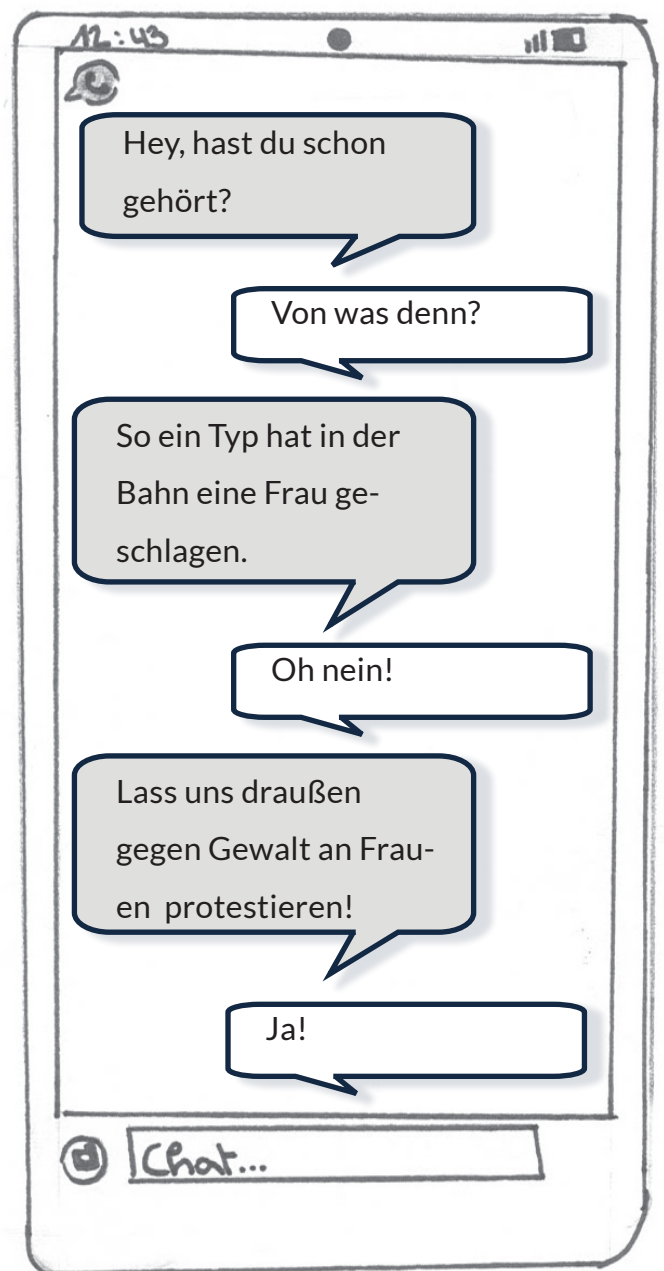 12:43
Hey, hast du schon
gehört?
Von was denn?
So ein Typ hat in der
Bahn eine Frau ge-
schlagen.
Oh nein!
Lass uns draußen
gegen Gewalt an Frau-
en protestieren!
Ja!
Chat...